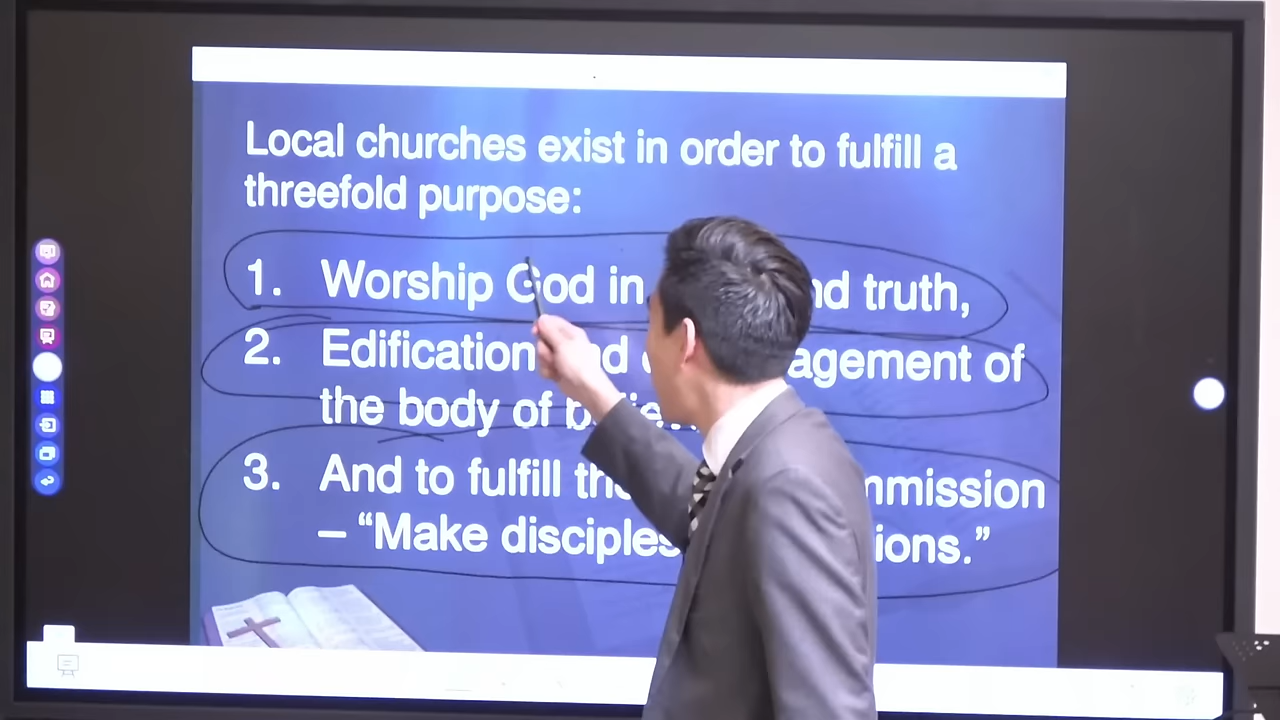 Local churches exist in order to fulfill a
threefold purpose:
1. Worship God in nd truth,
2. Edification nd agement of
the body of
3. And to fulfill mmission
– “Make disciples ions.”